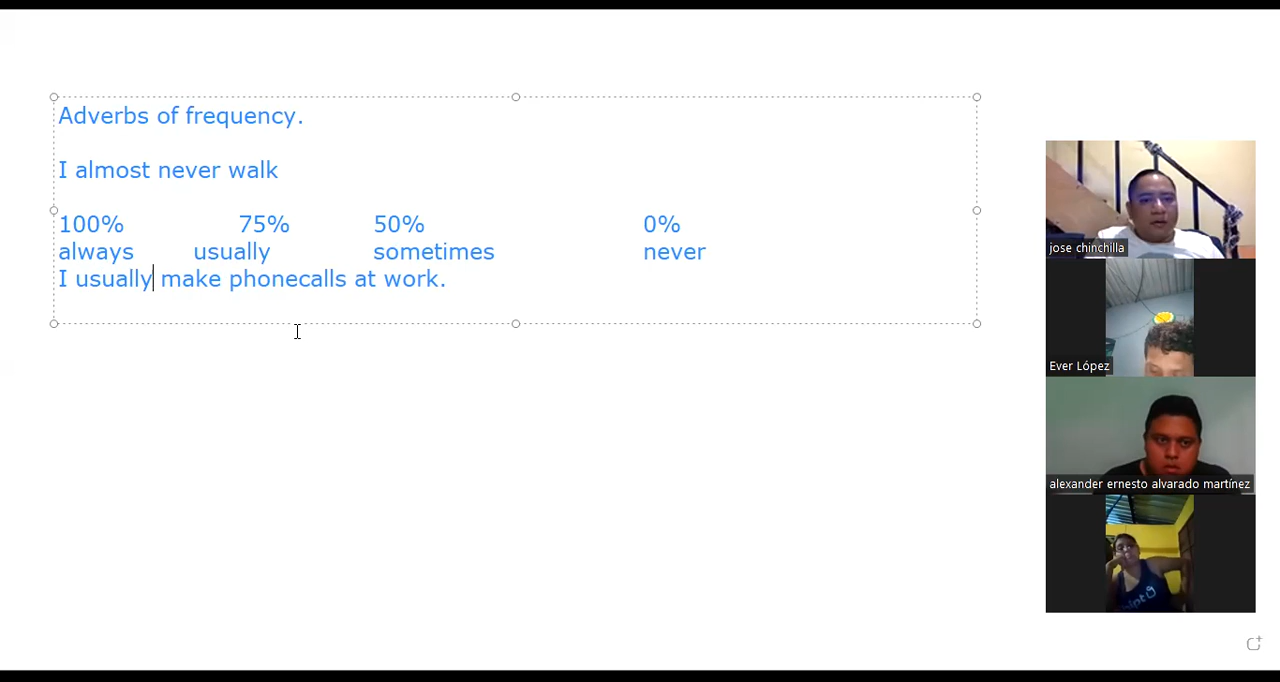 Adverbs of frequency.
I almost never walk
100% 75% 50% 0%
always usually sometimes never
I usually make phonecalls at work.
jose chinchilla
Ever López
alexander ernesto alvarado martínez